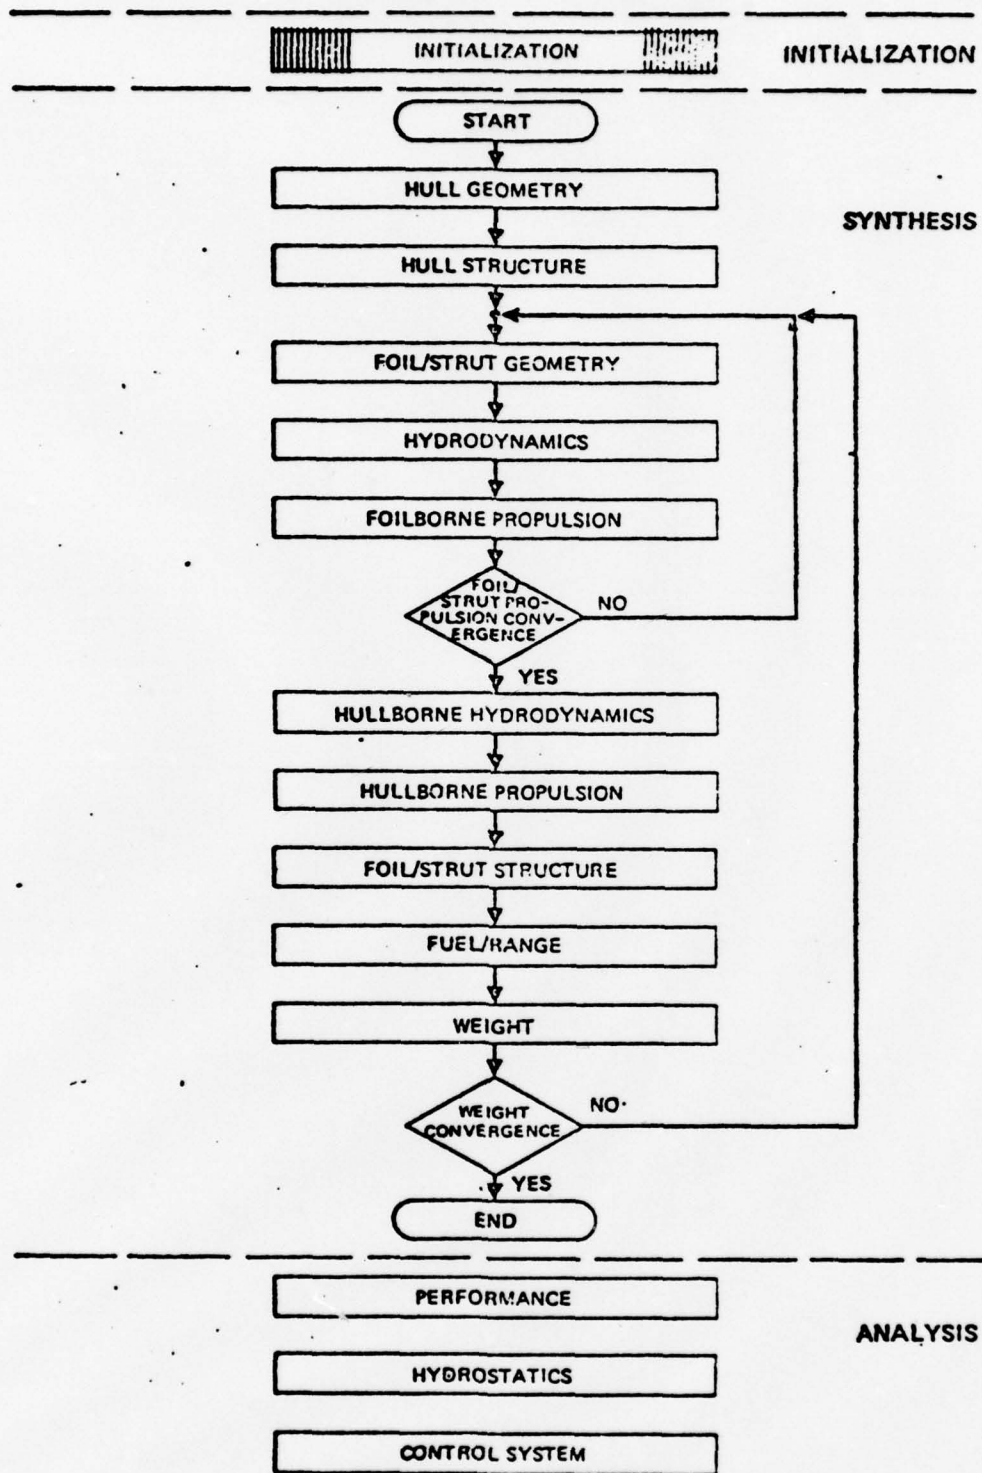 INITIALIZATION INITIALIZATION
START
HULL GEOMETRY
SYNTHESIS
HULL STRUCTURE
FOIL/STRUT GEOMETRY
HYDRODYNAMICS
FOILBORNE PROPULSION
FOIL/
STRUT PRO-
PULSION CONV-
ERGENCE
NO
YES
HULLBORNE HYDRODYNAMICS
HULLBORNE PROPULSION
FOIL/STRUT STRUCTURE
FUEL/RANGE
WEIGHT
WEIGHT
CONVERGENCE
NO
YES
END
PERFORMANCE
ANALYSIS
HYDROSTATICS
CONTROL SYSTEM